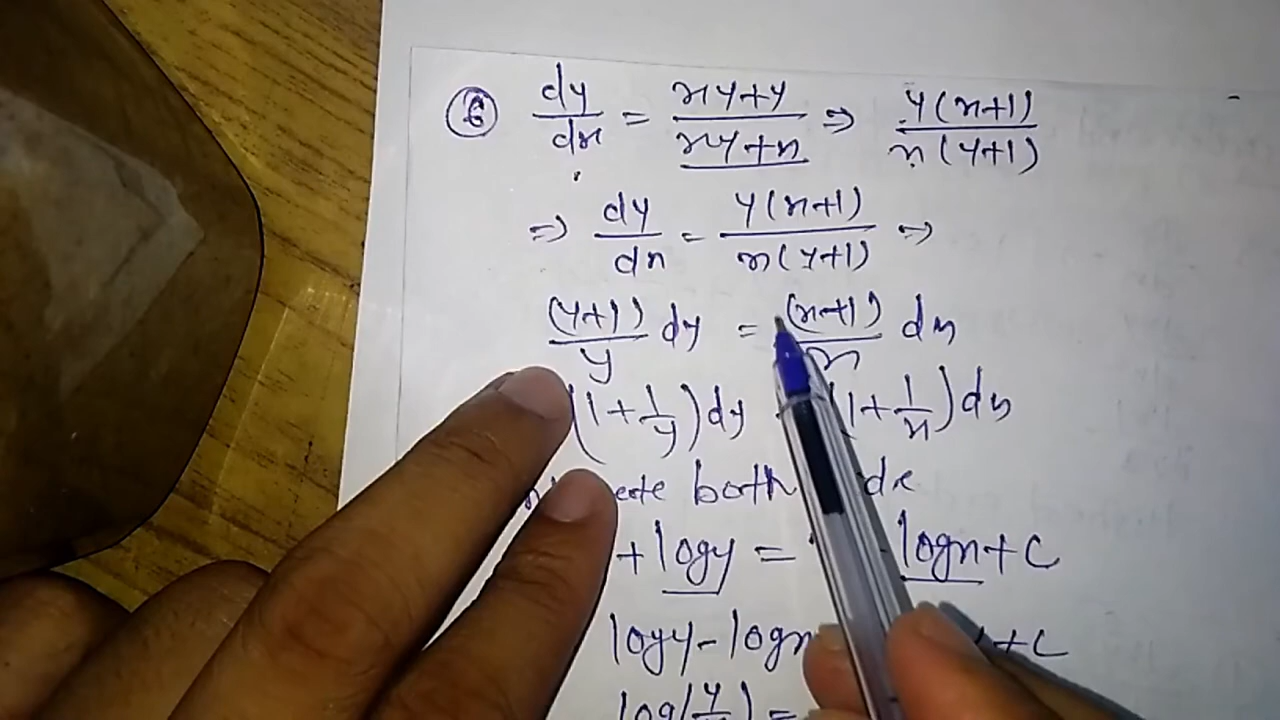 ⑥ dy/dx = xy+y/xy+x ⇒ y(x+1)/x(y+1)
⇒ dy/dx = y(x+1)/x(y+1) ⇒
(y+1)/y dy = (x+1)/x dx
(1+1/y)dy (1+1/x)dx
both
+ logy = logx + c
logy - logx + c
log(y/x) =